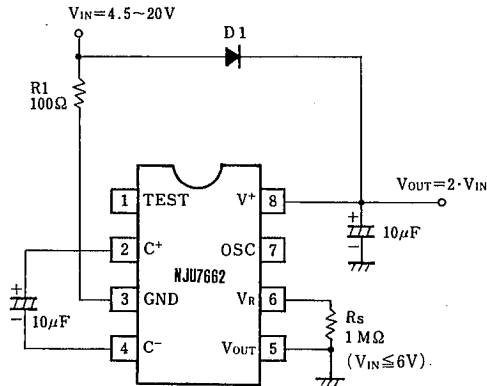 VIN=4.5~20V
D1
R1
100Ω
VOUT=2·VIN
1 TEST V+ 8
+
10μF
−
2 C+ OSC 7
NJU7662
+
10μF
−
3 GND VR 6
Rs
1MΩ
(VIN≦6V)
4 C− VOUT 5